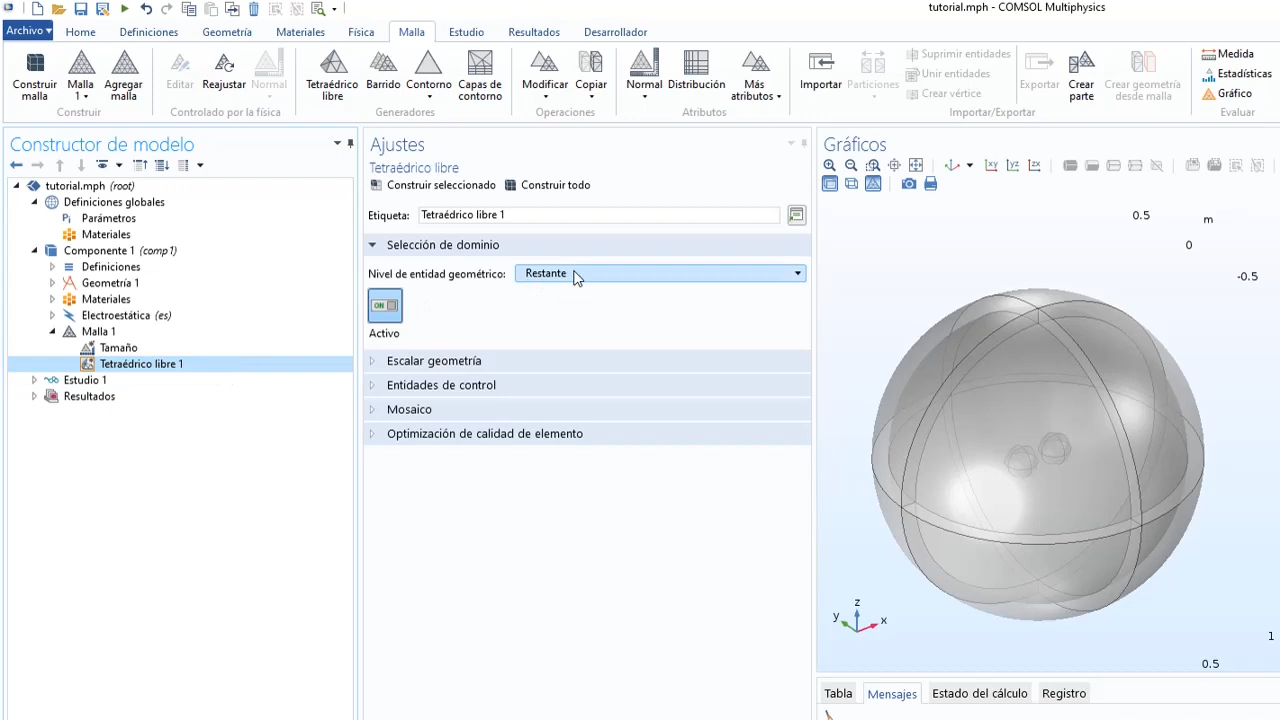 tutorial.mph - COMSOL Multiphysics
Archivo Home Definiciones Geometría Materiales Física Malla Estudio Resultados Desarrollador
Construir malla
Malla 1
Agregar malla
Editar
Reajustar
Normal
Tetraédrico libre
Barrido
Contorno
Capas de contorno
Modificar
Copiar
Normal
Distribución
Más atributos
Importar
Particiones
Suprimir entidades
Unir entidades
Crear vértice
Exportar
Crear parte
Crear geometría desde malla
Medida
Estadísticas
Gráfico
Construir Controlado por la física Generadores Operaciones Atributos Importar/Exportar Evaluar
Constructor de modelo
tutorial.mph (root)
Definiciones globales
Pi Parámetros
Materiales
Componente 1 (comp1)
Definiciones
Geometría 1
Materiales
Electroestática (es)
Malla 1
Tamaño
Tetraédrico libre 1
Estudio 1
Resultados
Ajustes
Tetraédrico libre
Construir seleccionado Construir todo
Etiqueta: Tetraédrico libre 1
Selección de dominio
Nivel de entidad geométrico: Restante
ON
Activo
Escalar geometría
Entidades de control
Mosaico
Optimización de calidad de elemento
Gráficos
xy yz zx
0.5 m
0
-0.5
z
y x
1
0.5
Tabla Mensajes Estado del cálculo Registro